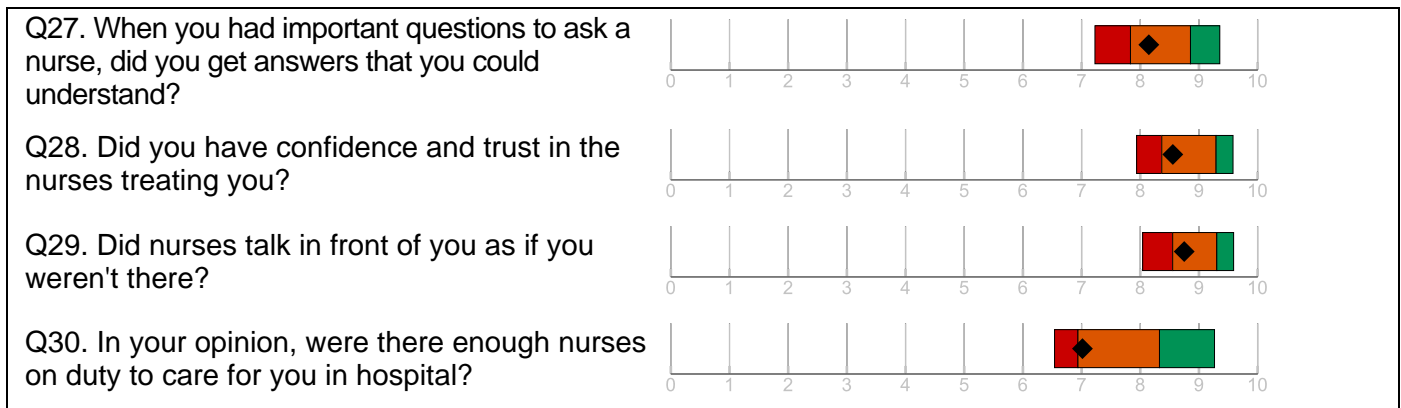 Q27. When you had important questions to ask a
nurse, did you get answers that you could
understand?
0 1 2 3 4 5 6 7 8 9 10
Q28. Did you have confidence and trust in the
nurses treating you?
0 1 2 3 4 5 6 7 8 9 10
Q29. Did nurses talk in front of you as if you
weren't there?
0 1 2 3 4 5 6 7 8 9 10
Q30. In your opinion, were there enough nurses
on duty to care for you in hospital?
0 1 2 3 4 5 6 7 8 9 10